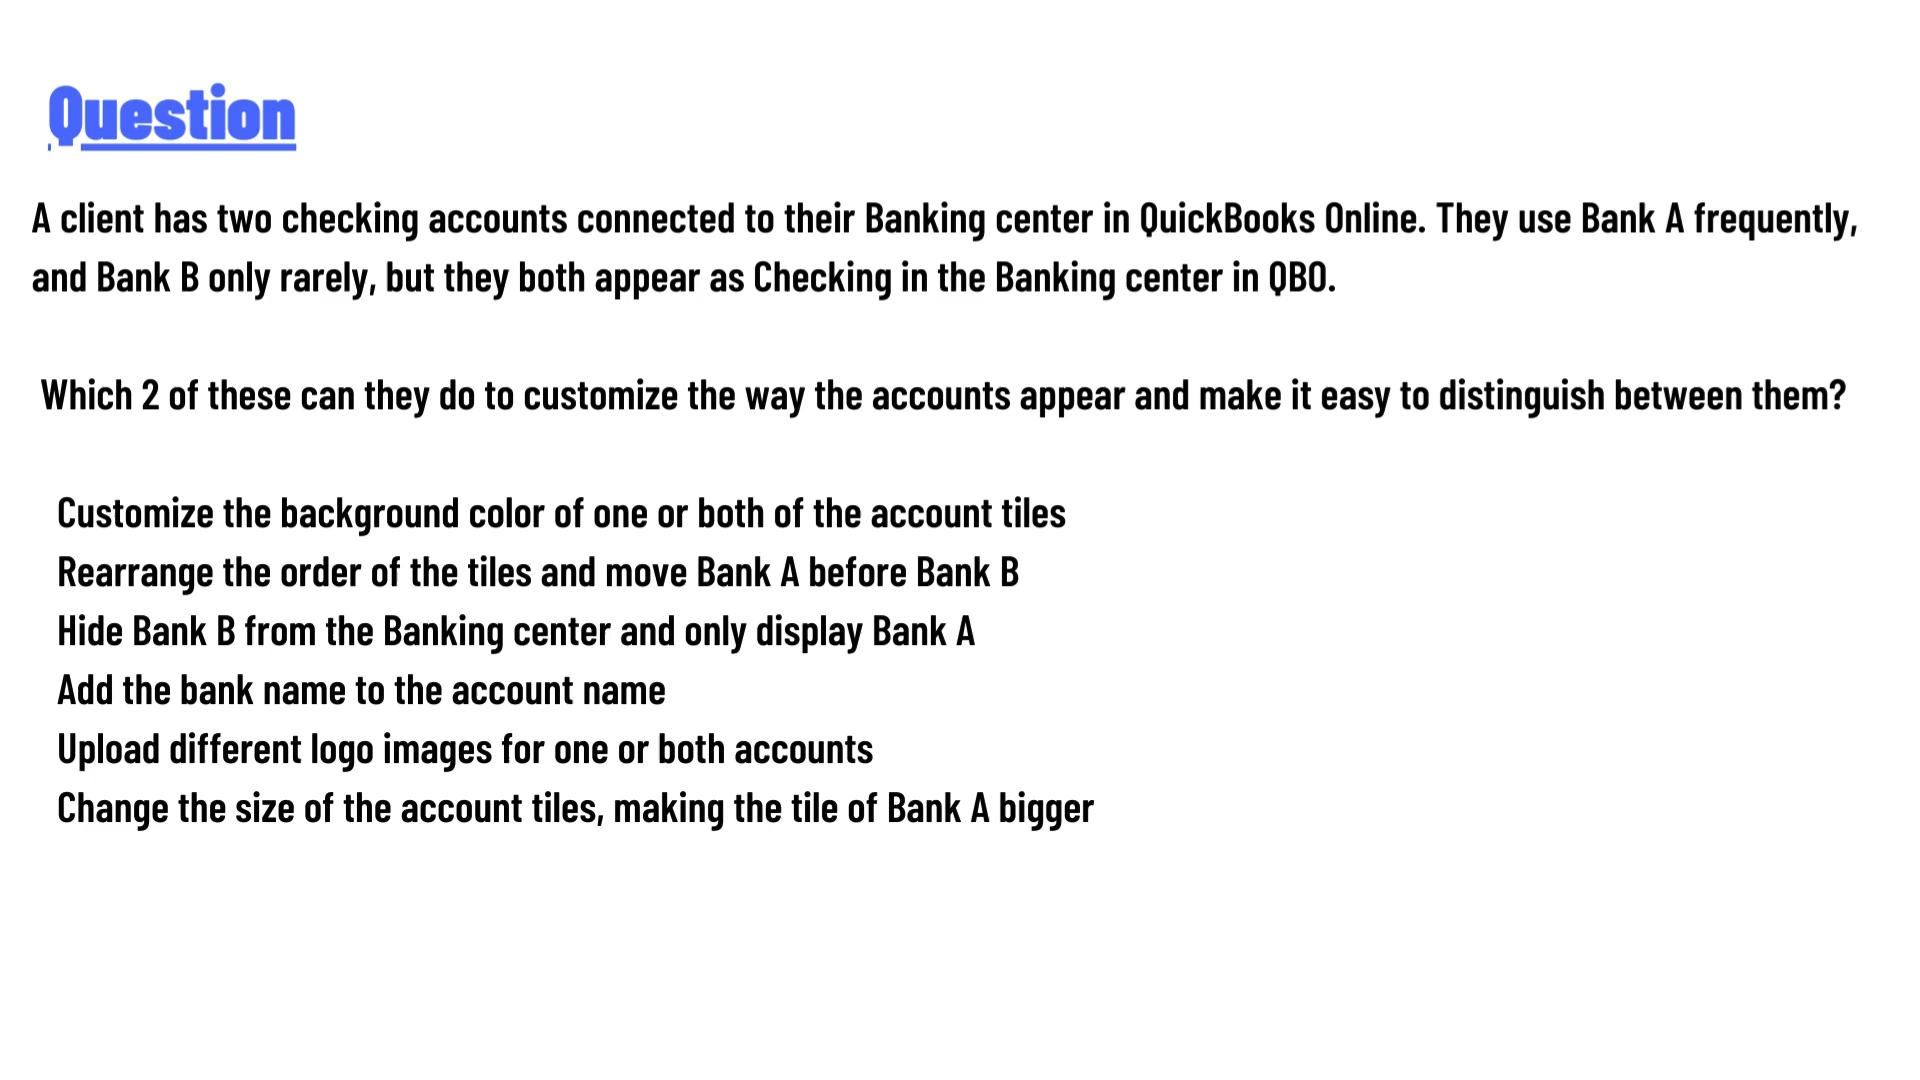 Question
A client has two checking accounts connected to their Banking center in QuickBooks Online. They use Bank A frequently,
and Bank B only rarely, but they both appear as Checking in the Banking center in QBO.
Which 2 of these can they do to customize the way the accounts appear and make it easy to distinguish between them?
Customize the background color of one or both of the account tiles
Rearrange the order of the tiles and move Bank A before Bank B
Hide Bank B from the Banking center and only display Bank A
Add the bank name to the account name
Upload different logo images for one or both accounts
Change the size of the account tiles, making the tile of Bank A bigger